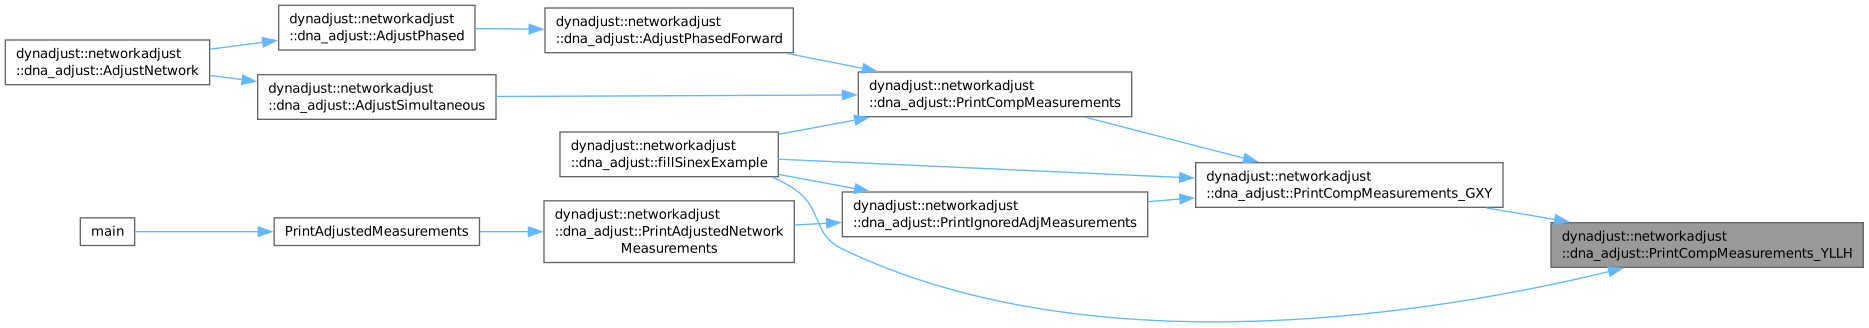 dynadjust::networkadjust
::dna_adjust::AdjustNetwork
dynadjust::networkadjust
::dna_adjust::AdjustPhased
dynadjust::networkadjust
::dna_adjust::AdjustSimultaneous
dynadjust::networkadjust
::dna_adjust::AdjustPhasedForward
dynadjust::networkadjust
::dna_adjust::PrintCompMeasurements
dynadjust::networkadjust
::dna_adjust::fillSinexExample
dynadjust::networkadjust
::dna_adjust::PrintCompMeasurements_GXY
dynadjust::networkadjust
::dna_adjust::PrintIgnoredAdjMeasurements
main
PrintAdjustedMeasurements
dynadjust::networkadjust
::dna_adjust::PrintAdjustedNetwork
Measurements
dynadjust::networkadjust
::dna_adjust::PrintCompMeasurements_YLLH